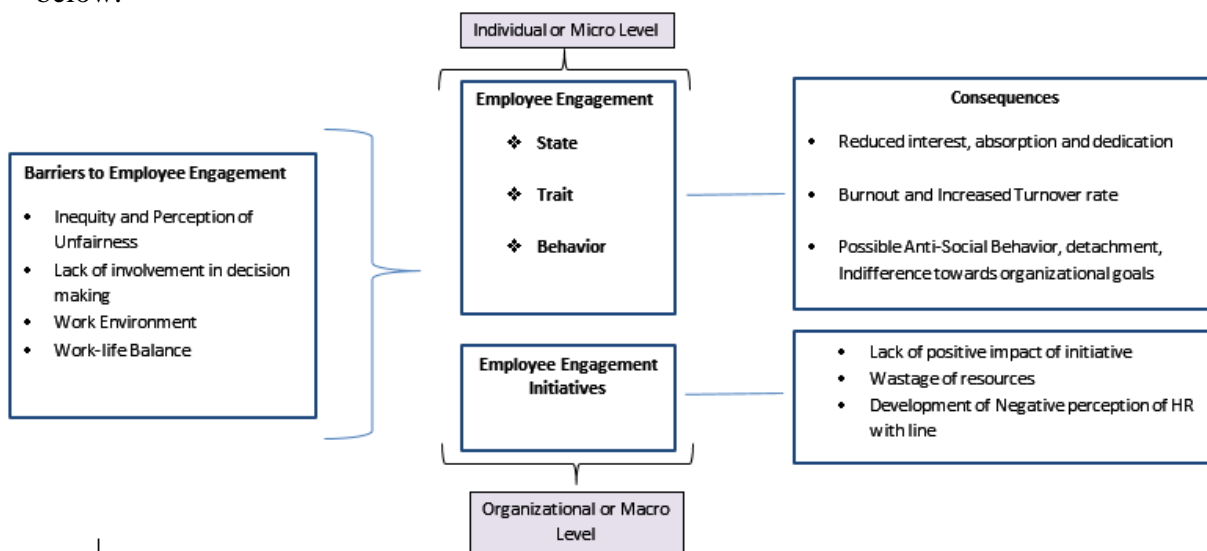 below.
Individual or Micro Level
Barriers to Employee Engagement
• Inequity and Perception of
Unfairness
• Lack of involvement in decision
making
• Work Environment
• Work-life Balance
Employee Engagement
❖ State
❖ Trait
❖ Behavior
Consequences
• Reduced interest, absorption and dedication
• Burnout and Increased Turnover rate
• Possible Anti-Social Behavior, detachment,
Indifference towards organizational goals
Employee Engagement
Initiatives
• Lack of positive impact of initiative
• Wastage of resources
• Development of Negative perception of HR
with line
Organizational or Macro
Level